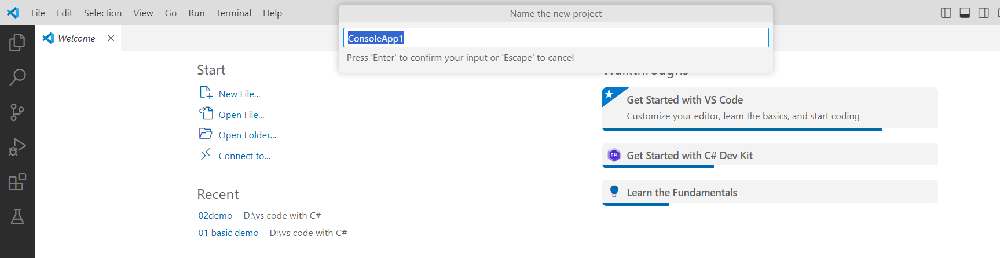 File Edit Selection View Go Run Terminal Help
Name the new project
ConsoleApp1
Press 'Enter' to confirm your input or 'Escape' to cancel
Welcome
Start
New File...
Open File...
Open Folder...
Connect to...
Recent
02demo D:\vs code with C#
01 basic demo D:\vs code with C#
Walkthroughs
Get Started with VS Code
Customize your editor, learn the basics, and start coding
C#
Get Started with C# Dev Kit
Learn the Fundamentals